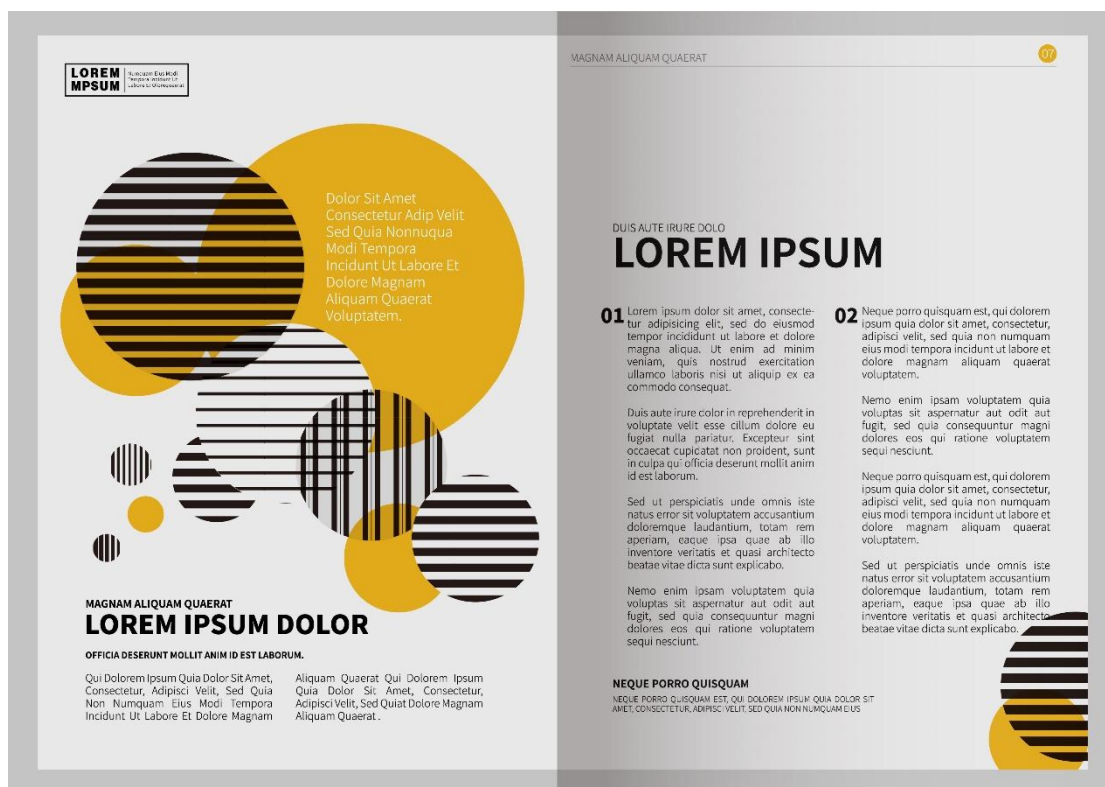 LOREM
MPSUM
Numquam Eius Modi
Tempora Incidunt Ut
Dolor Sit Amet
Consectetur Adip Velit
Sed Quia Nonnuqua
Modi Tempora
Incidunt Ut Labore Et
Dolore Magnam
Aliquam Quaerat
Voluptatem.
MAGNAM ALIQUAM QUAERAT
LOREM IPSUM DOLOR
OFFICIA DESERUNT MOLLIT ANIM ID EST LABORUM.
Qui Dolorem Ipsum Quia Dolor Sit Amet,
Consectetur, Adipisci Velit, Sed Quia
Non Numquam Eius Modi Tempora
Incidunt Ut Labore Et Dolore Magnam
Aliquam Quaerat Qui Dolorem Ipsum
Quia Dolor Sit Amet, Consectetur,
Adipisci Velit, Sed Quiat Dolore Magnam
Aliquam Quaerat .
MAGNAM ALIQUAM QUAERAT
07
DUIS AUTE IRURE DOLO
LOREM IPSUM
01
Lorem ipsum dolor sit amet, consecte-
tur adipisicing elit, sed do eiusmod
tempor incididunt ut labore et dolore
magna aliqua. Ut enim ad minim
veniam, quis nostrud exercitation
ullamco laboris nisi ut aliquip ex ea
commodo consequat.
Duis aute irure dolor in reprehenderit in
voluptate velit esse cillum dolore eu
fugiat nulla pariatur. Excepteur sint
occaecat cupidatat non proident, sunt
in culpa qui officia deserunt mollit anim
id est laborum.
Sed ut perspiciatis unde omnis iste
natus error sit voluptatem accusantium
doloremque laudantium, totam rem
aperiam, eaque ipsa quae ab illo
inventore veritatis et quasi architecto
beatae vitae dicta sunt explicabo.
Nemo enim ipsam voluptatem quia
voluptas sit aspernatur aut odit aut
fugit, sed quia consequuntur magni
dolores eos qui ratione voluptatem
sequi nesciunt.
02
Neque porro quisquam est, qui dolorem
ipsum quia dolor sit amet, consectetur,
adipisci velit, sed quia non numquam
eius modi tempora incidunt ut labore et
dolore magnam aliquam quaerat
voluptatem.
Nemo enim ipsam voluptatem quia
voluptas sit aspernatur aut odit aut
fugit, sed quia consequuntur magni
dolores eos qui ratione voluptatem
sequi nesciunt.
Neque porro quisquam est, qui dolorem
ipsum quia dolor sit amet, consectetur,
adipisci velit, sed quia non numquam
eius modi tempora incidunt ut labore et
dolore magnam aliquam quaerat
voluptatem.
Sed ut perspiciatis unde omnis iste
natus error sit voluptatem accusantium
doloremque laudantium, totam rem
aperiam, eaque ipsa quae ab illo
inventore veritatis et quasi architecto
beatae vitae dicta sunt explicabo.
NEQUE PORRO QUISQUAM
NEQUE PORRO QUISQUAM EST, QUI DOLOREM IPSUM QUIA DOLOR SIT
AMET, CONSECTETUR, ADIPISCI VELIT, SED QUIA NON NUMQUAM EIUS